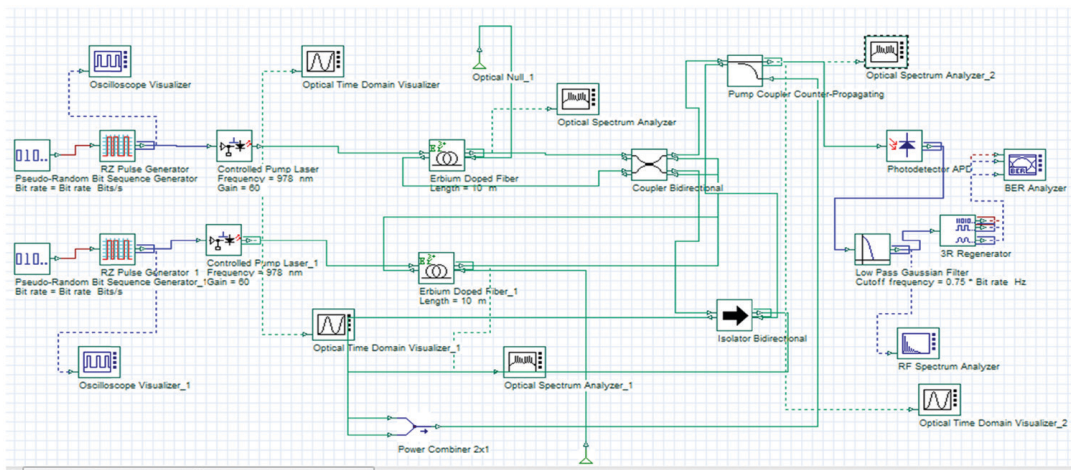 Oscilloscope Visualizer
Optical Time Domain Visualizer
Optical Null_1
Optical Spectrum Analyzer
Optical Spectrum Analyzer_2
Pump Coupler Counter-Propagating
010..
Pseudo-Random Bit Sequence Generator
Bit rate = Bit rate Bits/s
RZ Pulse Generator
Controlled Pump Laser
Frequency = 978 nm
Gain = 60
Erbium Doped Fiber
Length = 10 m
Coupler Bidirectional
Photodetector APD
BER
BER Analyzer
010..
Pseudo-Random Bit Sequence Generator_1
Bit rate = Bit rate Bits/s
RZ Pulse Generator 1
Controlled Pump Laser_1
Frequency = 978 nm
Gain = 60
Erbium Doped Fiber_1
Length = 10 m
3R Regenerator
Low Pass Gaussian Filter
Cutoff frequency = 0.75 * Bit rate Hz
Isolator Bidirectional
Optical Time Domain Visualizer_1
RF Spectrum Analyzer
Oscilloscope Visualizer_1
Optical Spectrum Analyzer_1
Optical Time Domain Visualizer_2
Power Combiner 2x1